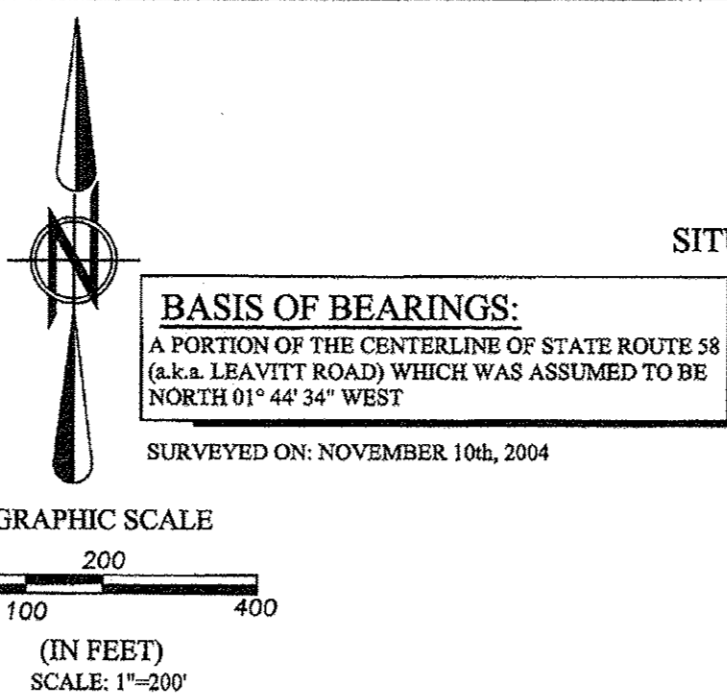 N
SITU
BASIS OF BEARINGS:
A PORTION OF THE CENTERLINE OF STATE ROUTE 58
(a.k.a. LEAVITT ROAD) WHICH WAS ASSUMED TO BE
NORTH 01° 44' 34" WEST
SURVEYED ON: NOVEMBER 10th, 2004
GRAPHIC SCALE
200
100 400
(IN FEET)
SCALE: 1"=200'